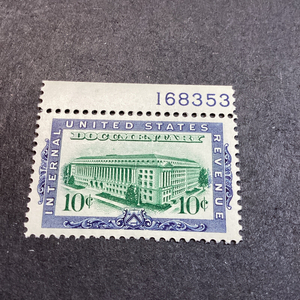 168353
UNITED STATES
INTERNAL
REVENUE
DOCUMENTARY
10¢ 10¢